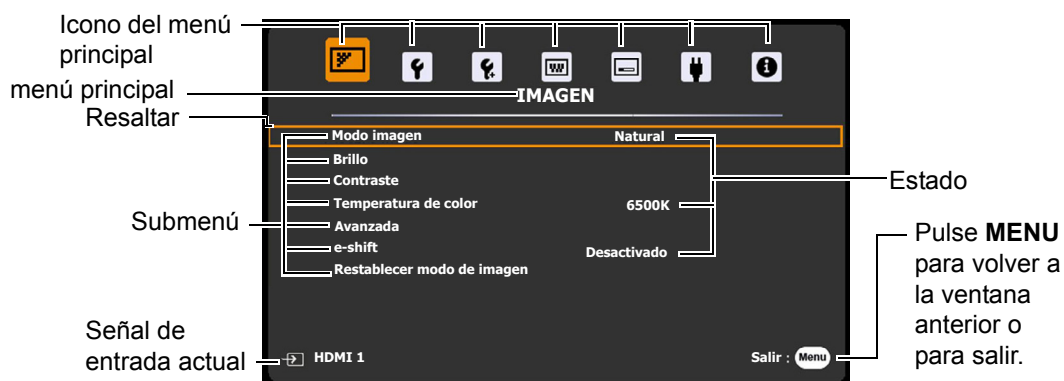 Icono del menú
principal
menú principal
IMAGEN
Resaltar
Modo imagen Natural
Brillo
Contraste
Temperatura de color 6500K
Avanzada
e-shift Desactivado
Restablecer modo de imagen
Submenú
Estado
Pulse MENU
para volver a
la ventana
anterior o
para salir.
Señal de
entrada actual
HDMI 1
Salir : Menu